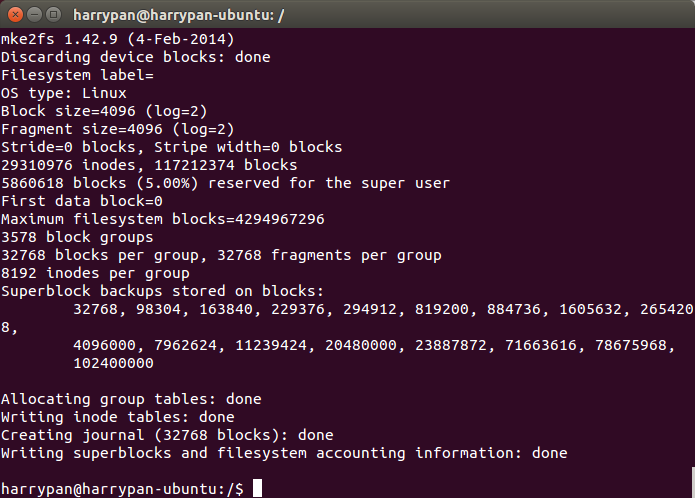 harrypan@harrypan-ubuntu: /
mke2fs 1.42.9 (4-Feb-2014)
Discarding device blocks: done
Filesystem label=
OS type: Linux
Block size=4096 (log=2)
Fragment size=4096 (log=2)
Stride=0 blocks, Stripe width=0 blocks
29310976 inodes, 117212374 blocks
5860618 blocks (5.00%) reserved for the super user
First data block=0
Maximum filesystem blocks=4294967296
3578 block groups
32768 blocks per group, 32768 fragments per group
8192 inodes per group
Superblock backups stored on blocks:
32768, 98304, 163840, 229376, 294912, 819200, 884736, 1605632, 265420
8,
4096000, 7962624, 11239424, 20480000, 23887872, 71663616, 78675968,
102400000
Allocating group tables: done
Writing inode tables: done
Creating journal (32768 blocks): done
Writing superblocks and filesystem accounting information: done
harrypan@harrypan-ubuntu:/$